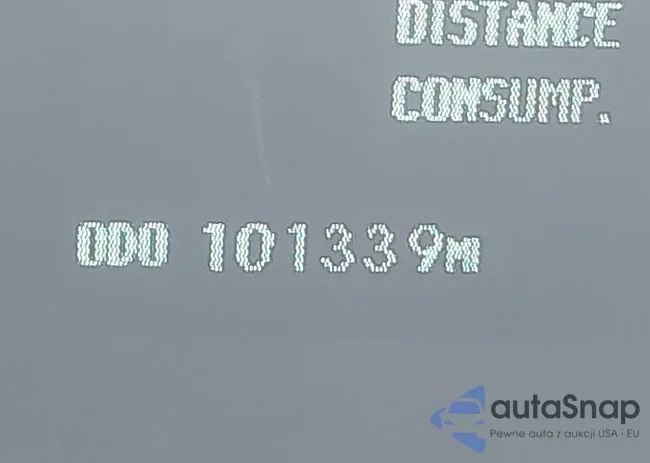 DISTANCE
CONSUMP.
ODO 101339M
autaSnap
Pewne auta z aukcji USA i EU